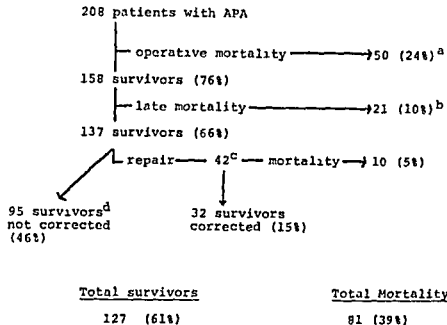 208 patients with APA
operative mortality 50 (24%)a
158 survivors (76%)
late mortality 21 (10%)b
137 survivors (66%)
repair 42c mortality 10 (5%)
95 survivorsd
not corrected
(46%)
32 survivors
corrected (15%)
Total survivors Total Mortality
127 (61%) 81 (39%)